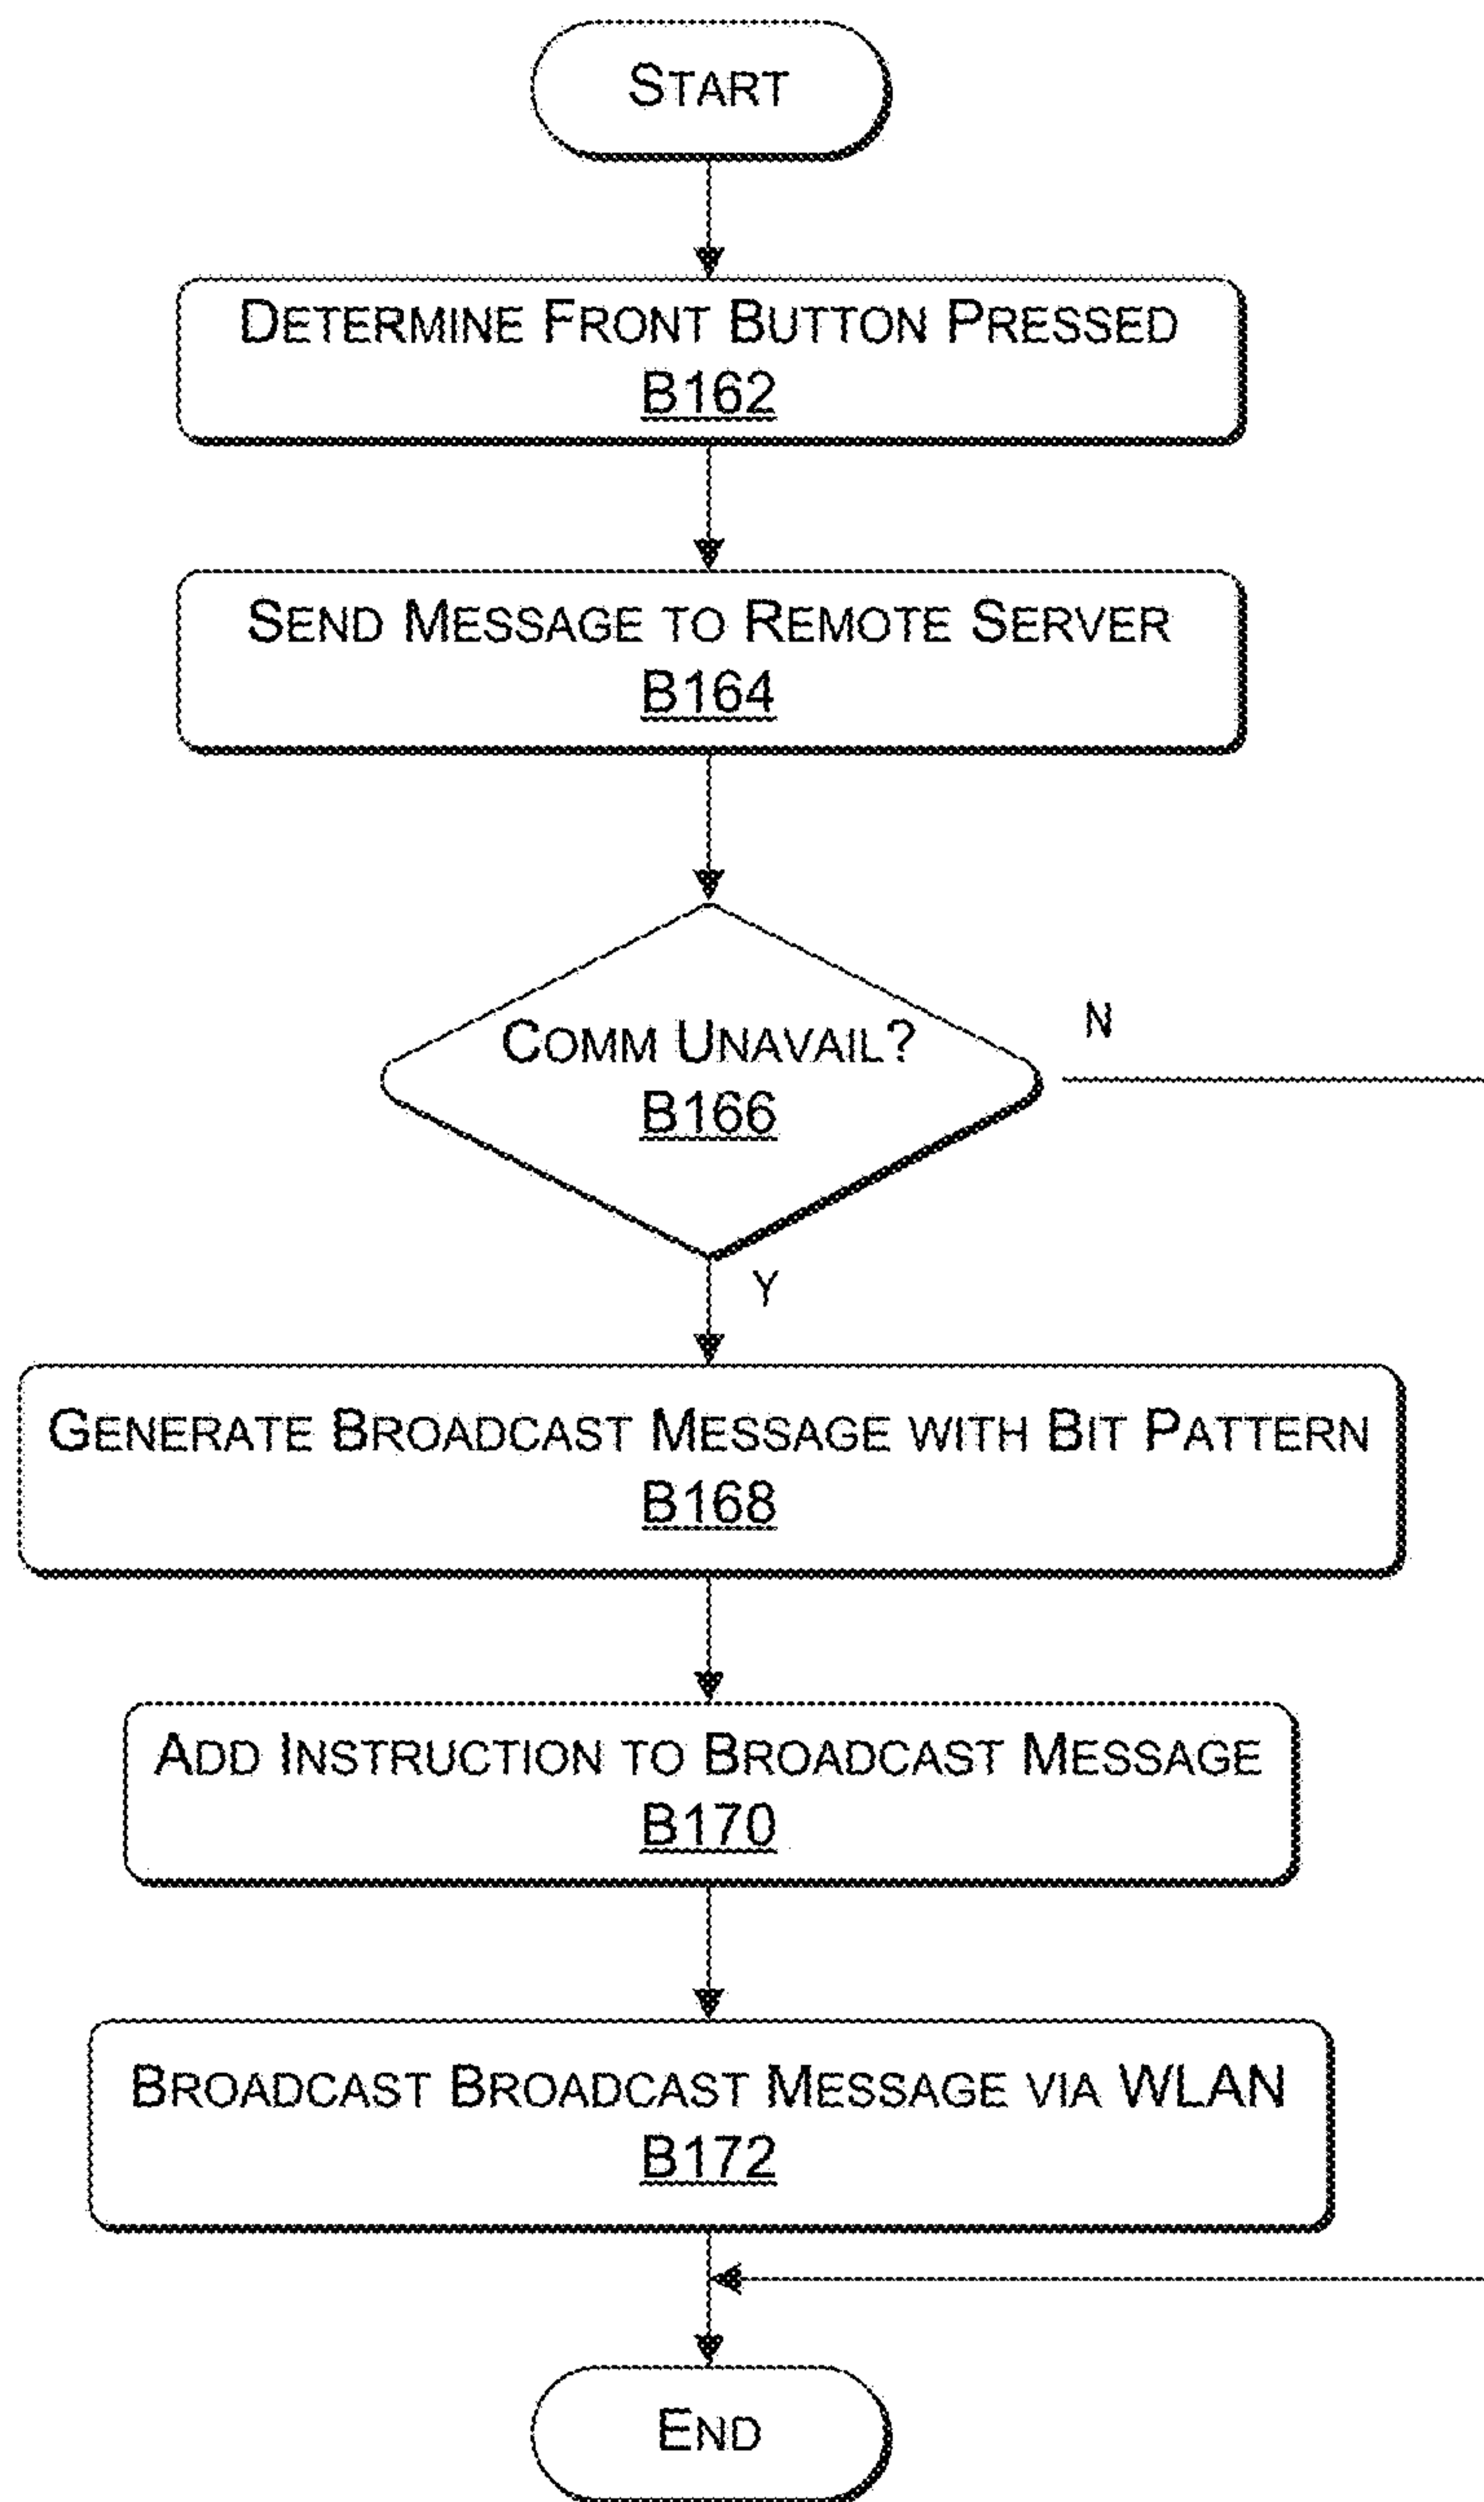 START
DETERMINE FRONT BUTTON PRESSED
B162
SEND MESSAGE TO REMOTE SERVER
B164
COMM UNAVAIL?
B166
N
Y
GENERATE BROADCAST MESSAGE WITH BIT PATTERN
B168
ADD INSTRUCTION TO BROADCAST MESSAGE
B170
BROADCAST BROADCAST MESSAGE VIA WLAN
B172
END